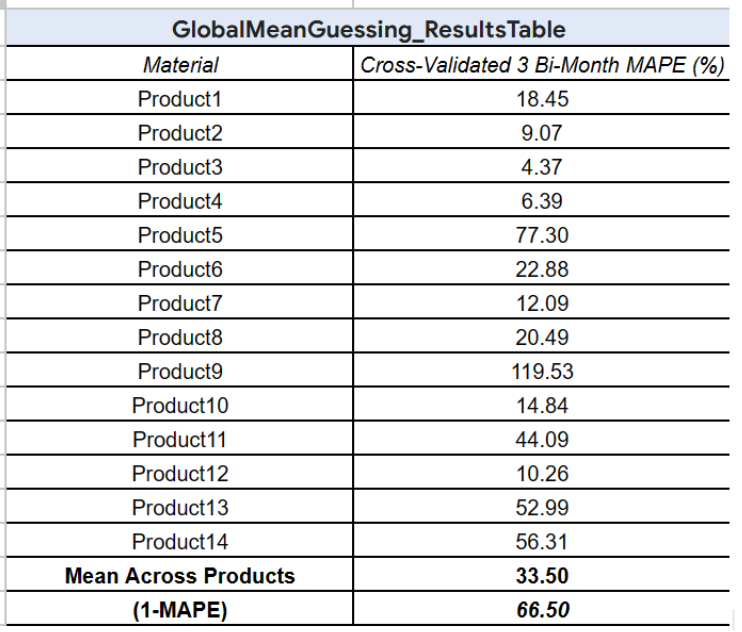 GlobalMeanGuessing_ResultsTable
Material Cross-Validated 3 Bi-Month MAPE (%)
Product1 18.45
Product2 9.07
Product3 4.37
Product4 6.39
Product5 77.30
Product6 22.88
Product7 12.09
Product8 20.49
Product9 119.53
Product10 14.84
Product11 44.09
Product12 10.26
Product13 52.99
Product14 56.31
Mean Across Products 33.50
(1-MAPE) 66.50